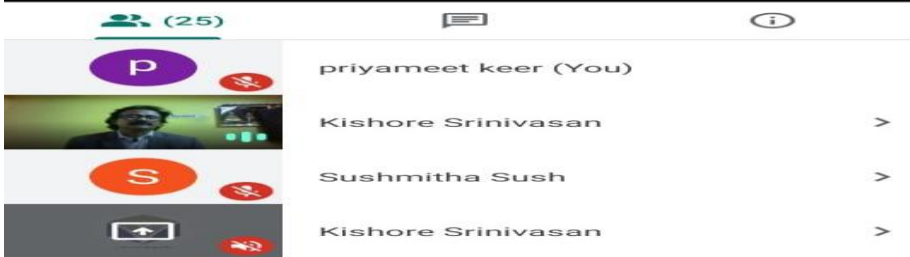 (25)
p
priyameet keer (You)
Kishore Srinivasan
S
Sushmitha Sush
Kishore Srinivasan